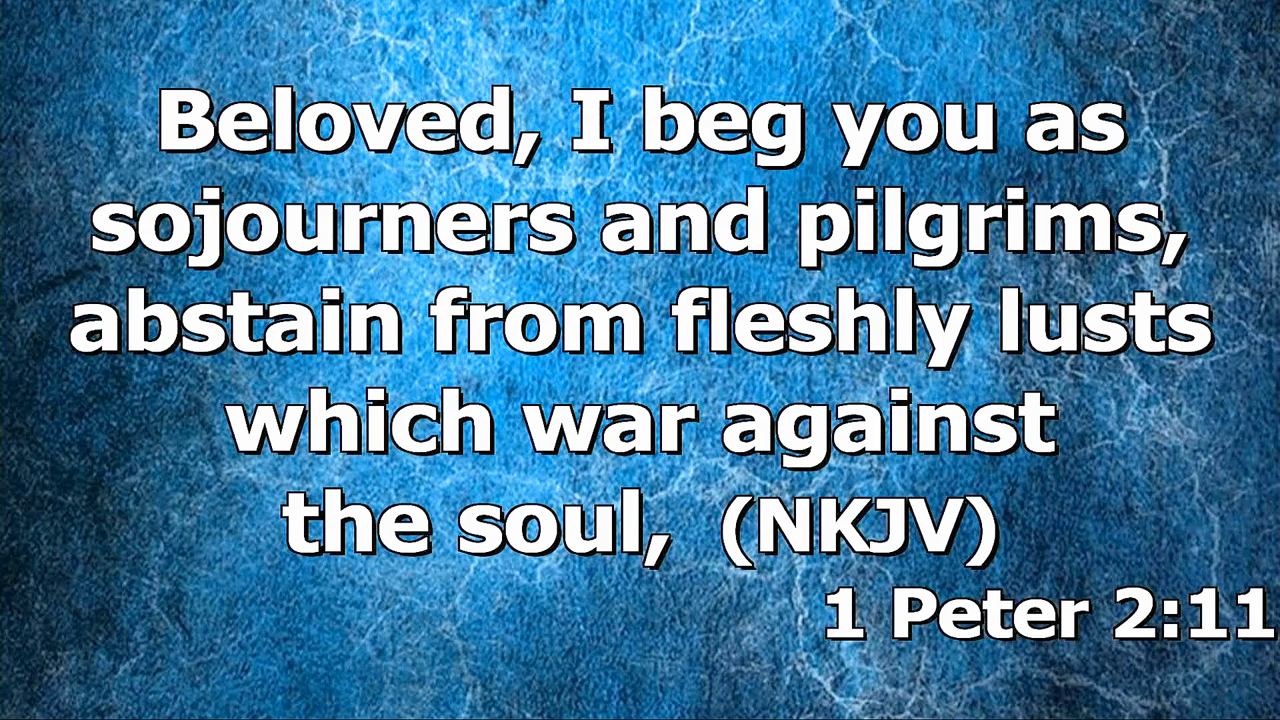 Beloved, I beg you as
sojourners and pilgrims,
abstain from fleshly lusts
which war against
the soul,  (NKJV)
1 Peter 2:11